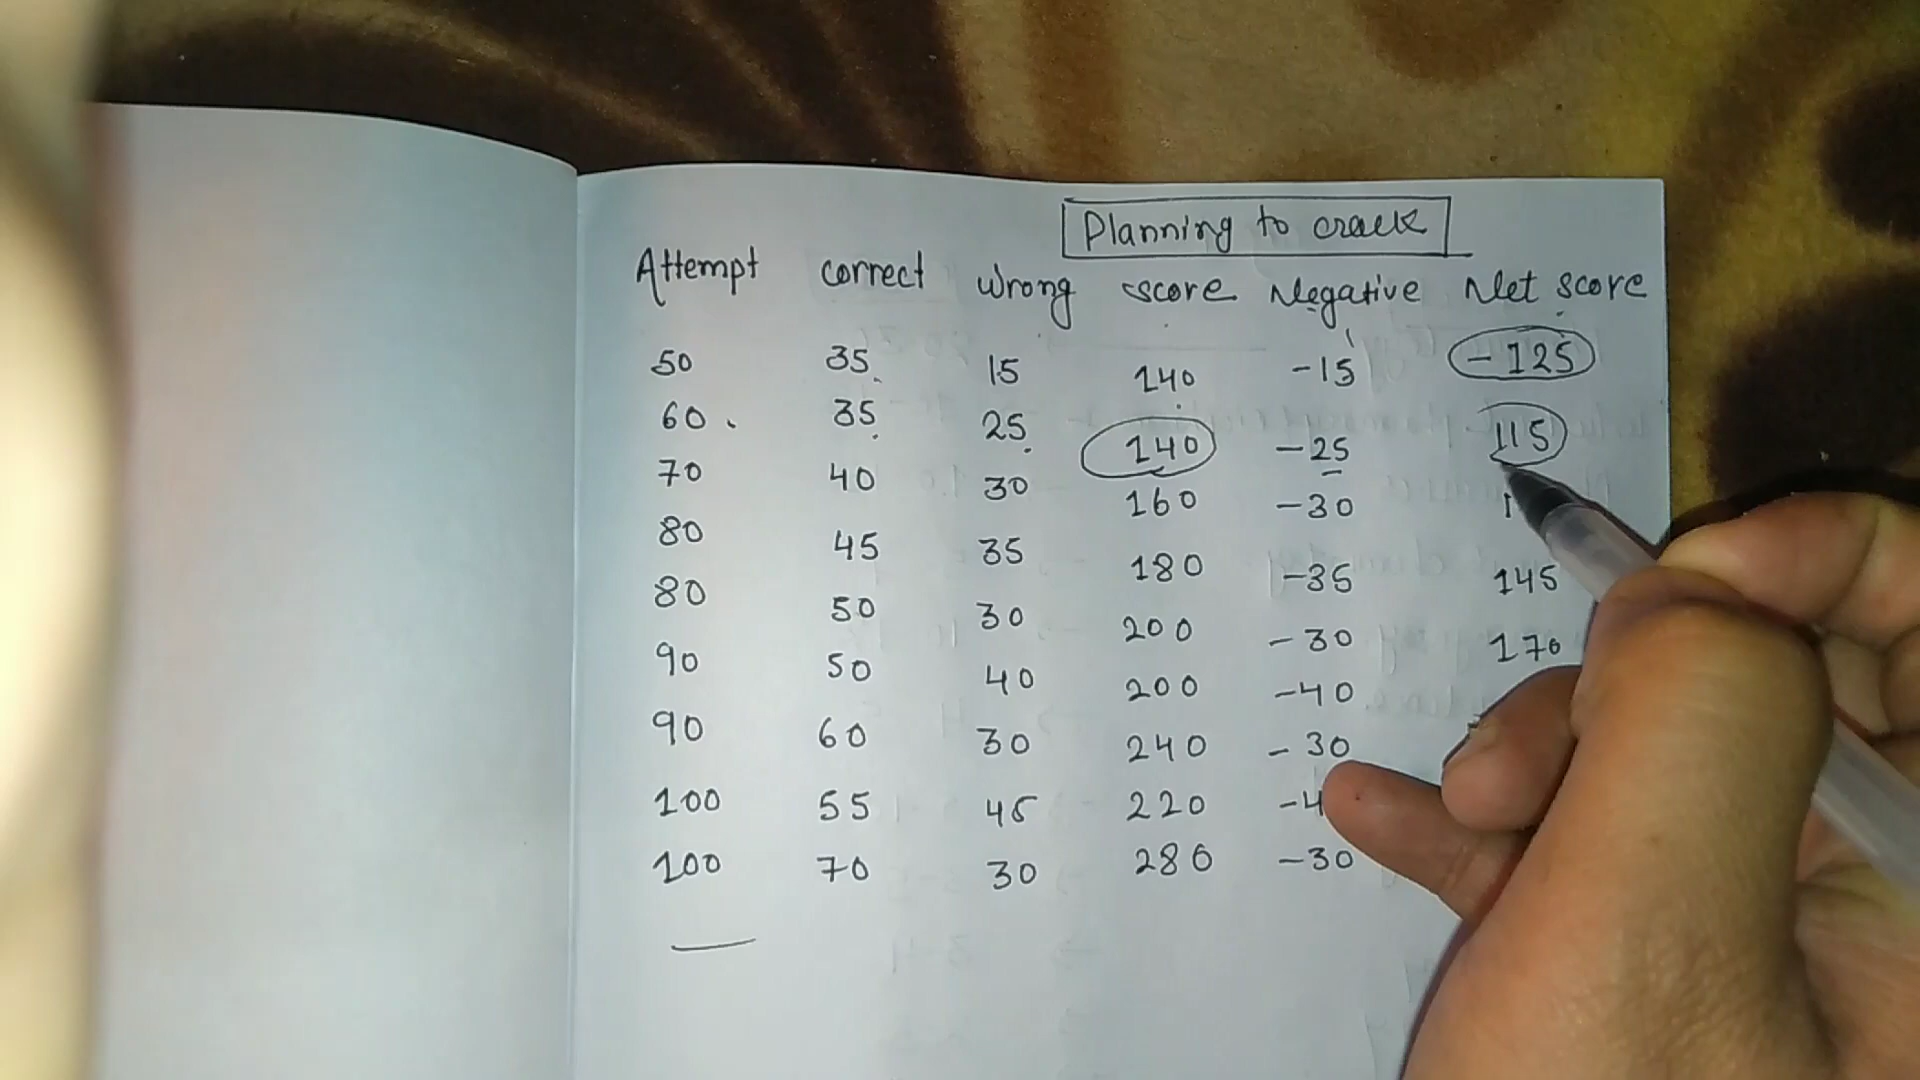 Planning to crack
Attempt correct wrong score Negative Net score
50 35 15 140 -15 -125
60 35 25 140 -25 115
70 40 30 160 -30
80 45 35 180 -35 145
80 50 30 200 -30 170
90 50 40 200 -40
90 60 30 240 -30
100 55 45 220
100 70 30 280 -30